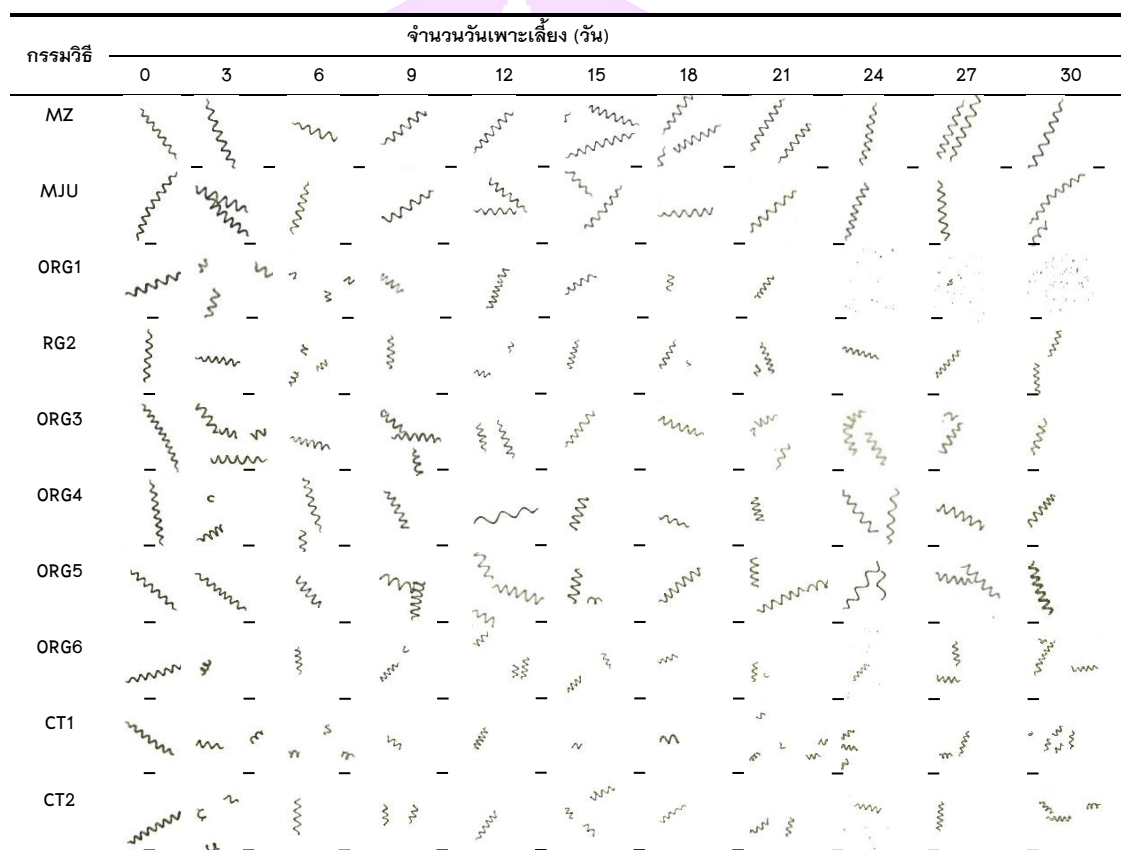 จำนวนวันเพาะเลี้ยง (วัน)
กรรมวิธี
0 3 6 9 12 15 18 21 24 27 30
MZ
MJU
ORG1
RG2
ORG3
ORG4
ORG5
ORG6
CT1
CT2